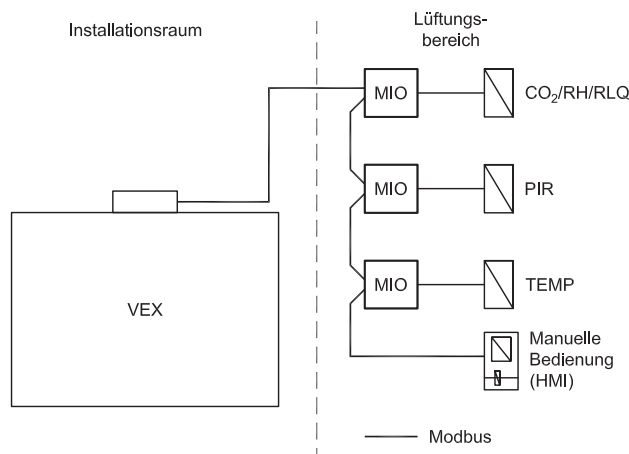 Installationsraum
Lüftungs-
bereich
MIO
CO₂/RH/RLQ
MIO
PIR
VEX
MIO
TEMP
Manuelle
Bedienung
(HMI)
Modbus